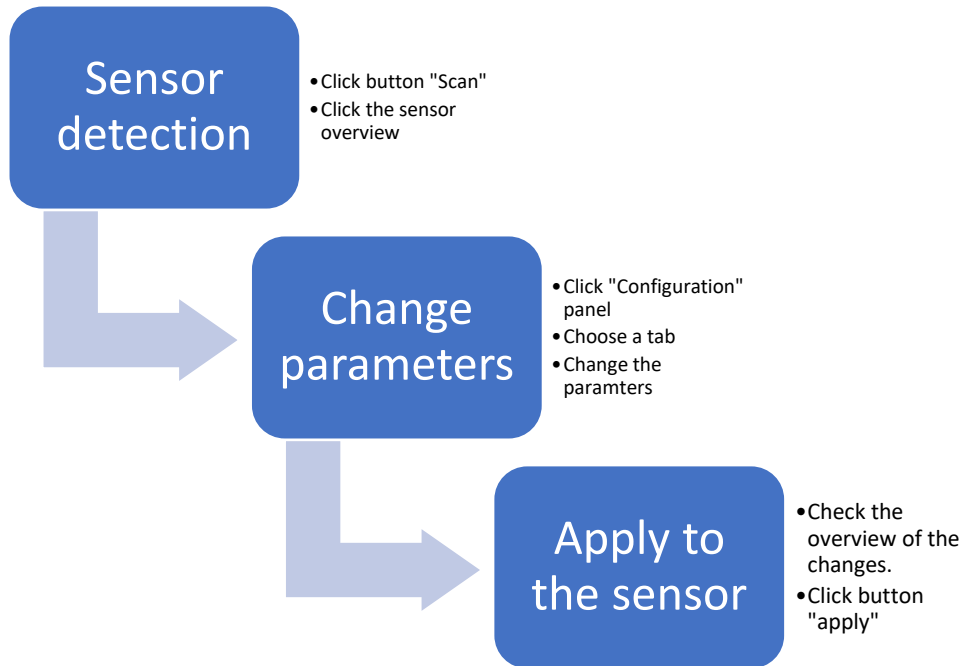 Sensor
detection
•Click button "Scan"
•Click the sensor
overview
Change
parameters
•Click "Configuration"
panel
•Choose a tab
•Change the
paramters
Apply to
the sensor
•Check the
overview of the
changes.
•Click button
"apply"